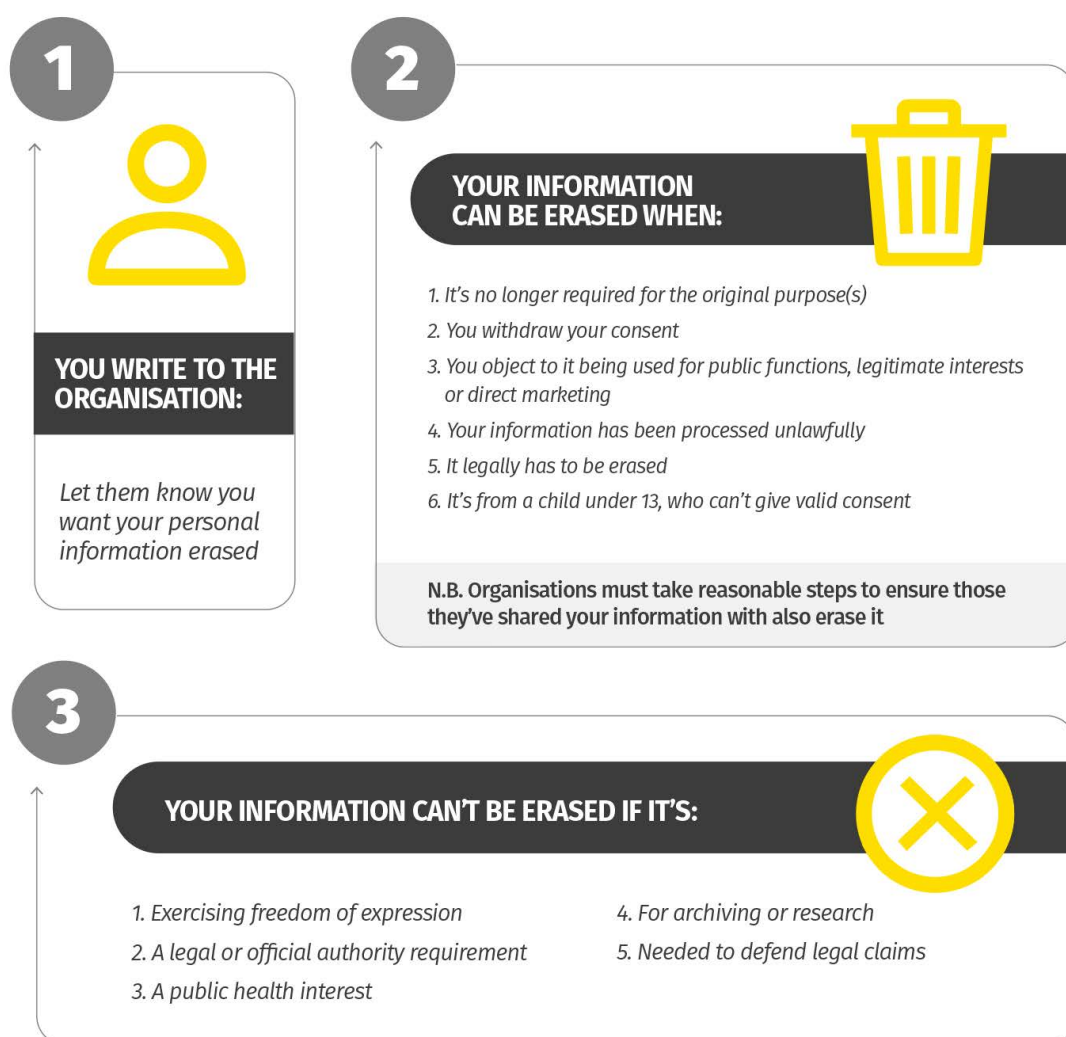 1
YOU WRITE TO THE
ORGANISATION:
Let them know you
want your personal
information erased
2
YOUR INFORMATION
CAN BE ERASED WHEN:
1. It's no longer required for the original purpose(s)
2. You withdraw your consent
3. You object to it being used for public functions, legitimate interests
or direct marketing
4. Your information has been processed unlawfully
5. It legally has to be erased
6. It's from a child under 13, who can't give valid consent
N.B. Organisations must take reasonable steps to ensure those
they've shared your information with also erase it
3
YOUR INFORMATION CAN'T BE ERASED IF IT'S:
1. Exercising freedom of expression
2. A legal or official authority requirement
3. A public health interest
4. For archiving or research
5. Needed to defend legal claims